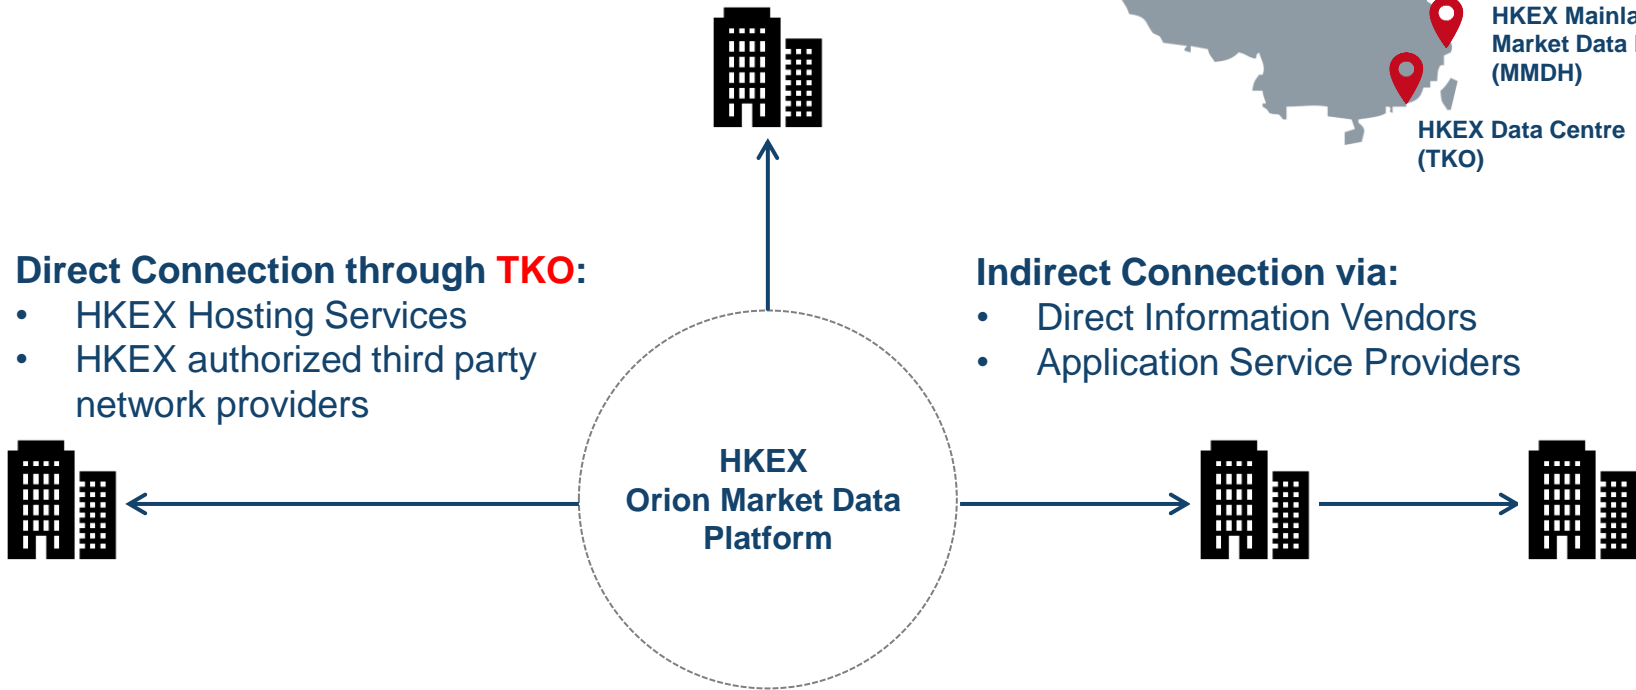 HKEX
Market Data
(MMDH)
HKEX Data Centre
(TKO)
Direct Connection through TKO:
• HKEX Hosting Services
• HKEX authorized third party
network providers
Indirect Connection via:
• Direct Information Vendors
• Application Service Providers
HKEX
Orion Market Data
Platform